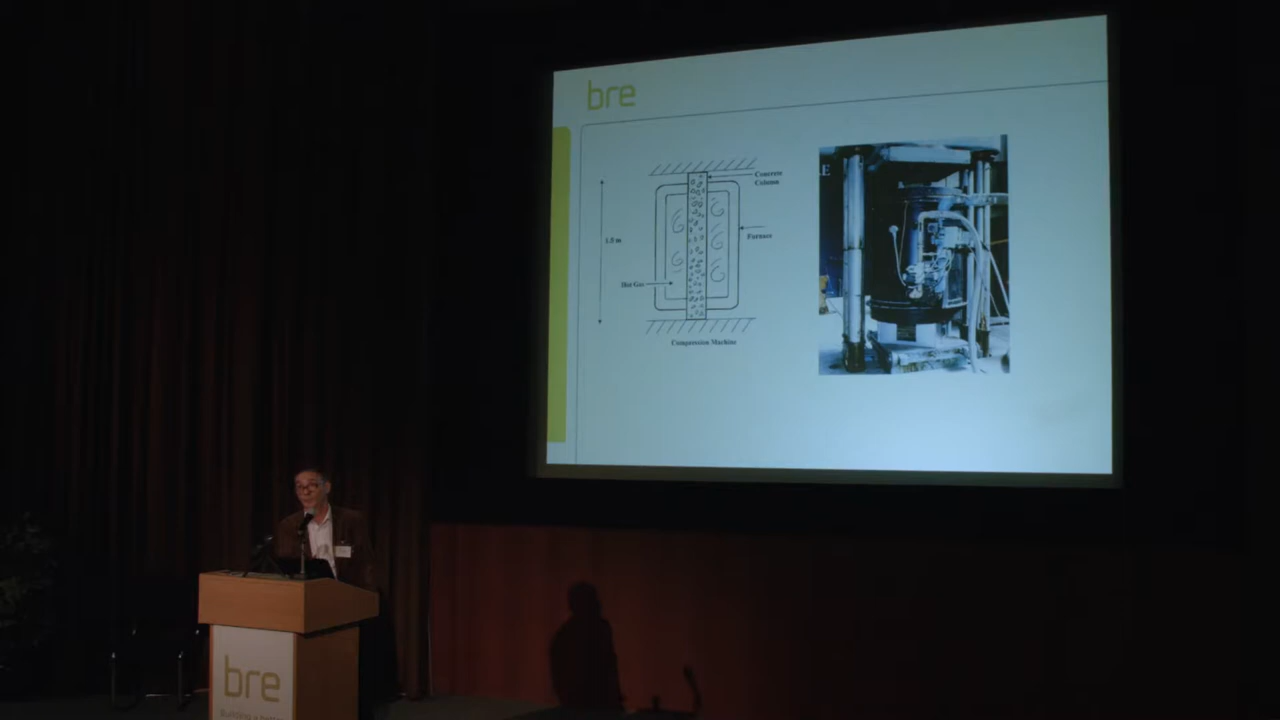 bre
Concrete
Column
E
1.5 m
Furnace
Hot Gas
Compression Machine
bre